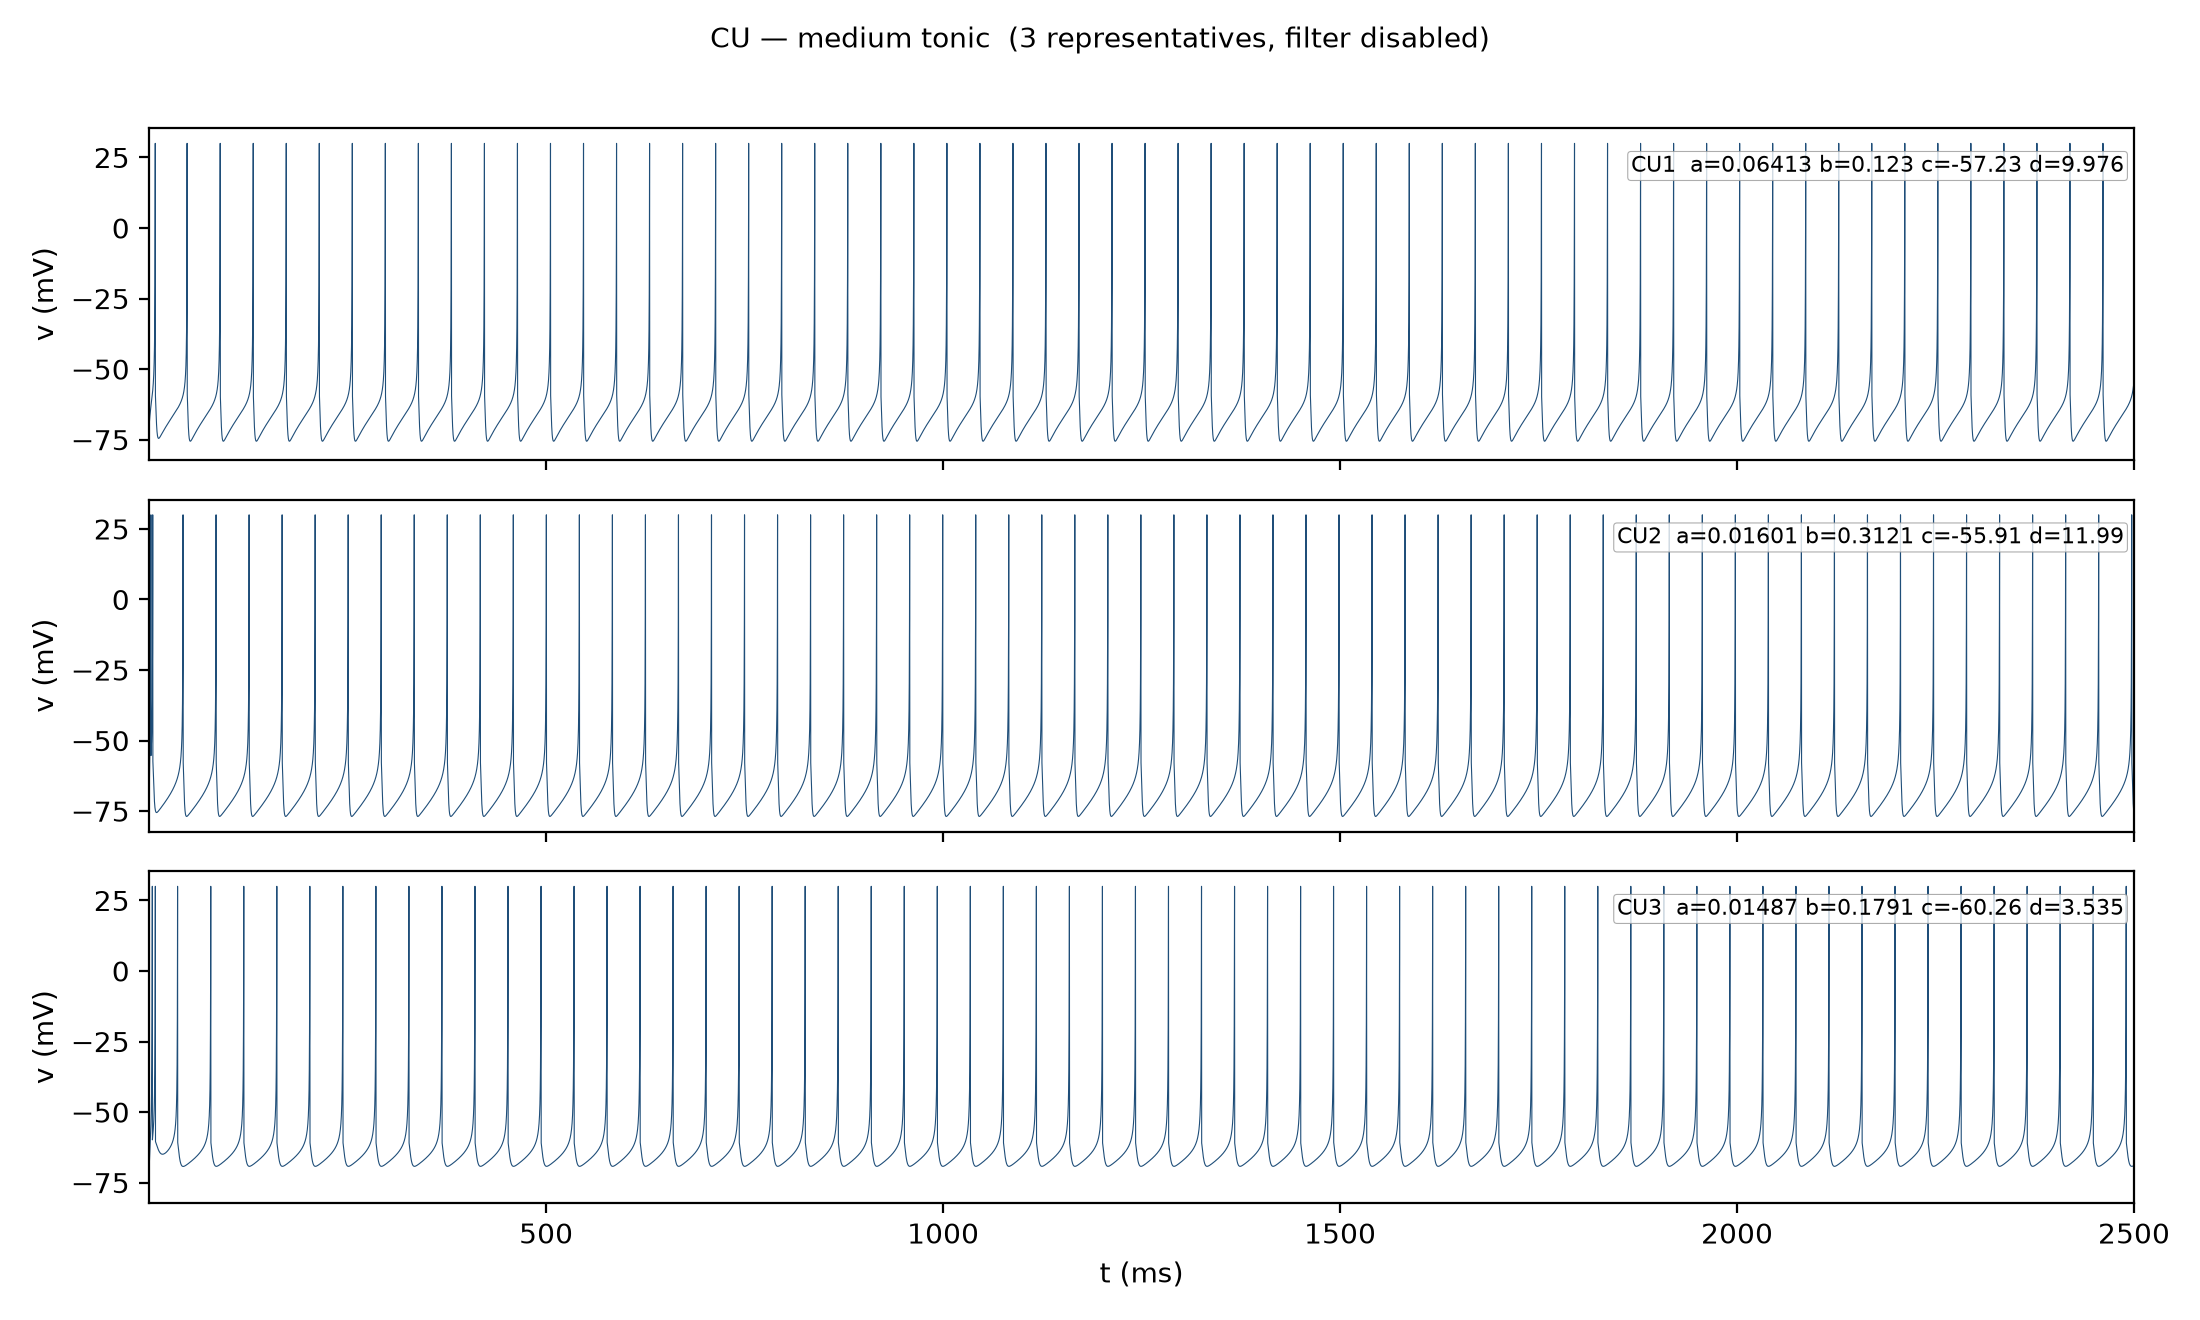 CU — medium tonic  (3 representatives, filter disabled)
25
0
−25
−50
−75
v (mV)
CU1  a=0.06413 b=0.123 c=-57.23 d=9.976
25
0
−25
−50
−75
v (mV)
CU2  a=0.01601 b=0.3121 c=-55.91 d=11.99
25
0
−25
−50
−75
v (mV)
CU3  a=0.01487 b=0.1791 c=-60.26 d=3.535
500
1000
1500
2000
2500
t (ms)